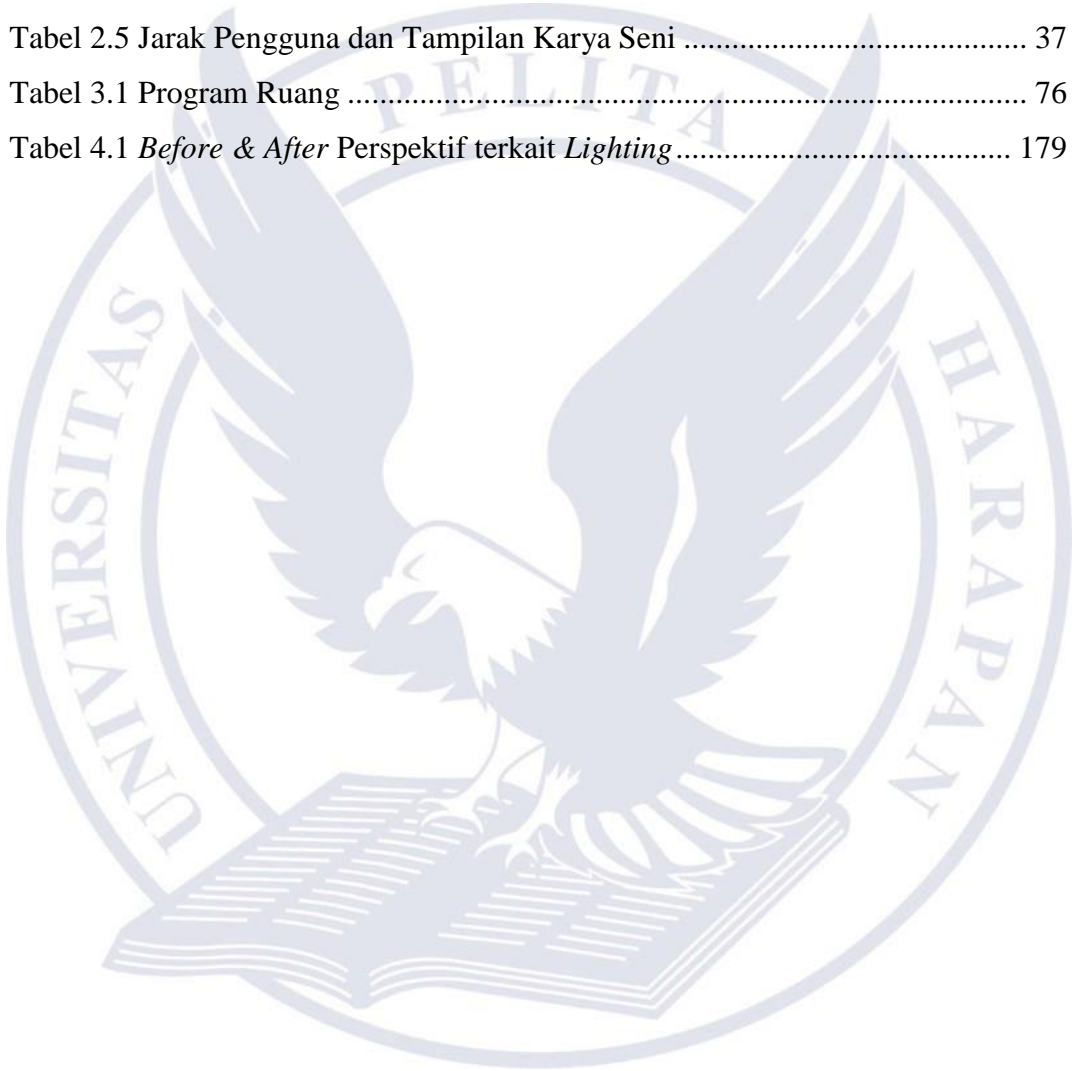 Tabel 2.5 Jarak Pengguna dan Tampilan Karya Seni ........................................ 37
Tabel 3.1 Program Ruang ................................................................................. 76
Tabel 4.1 Before & After Perspektif terkait Lighting ........................................ 179
UNIVERSITAS PELITA HARAPAN